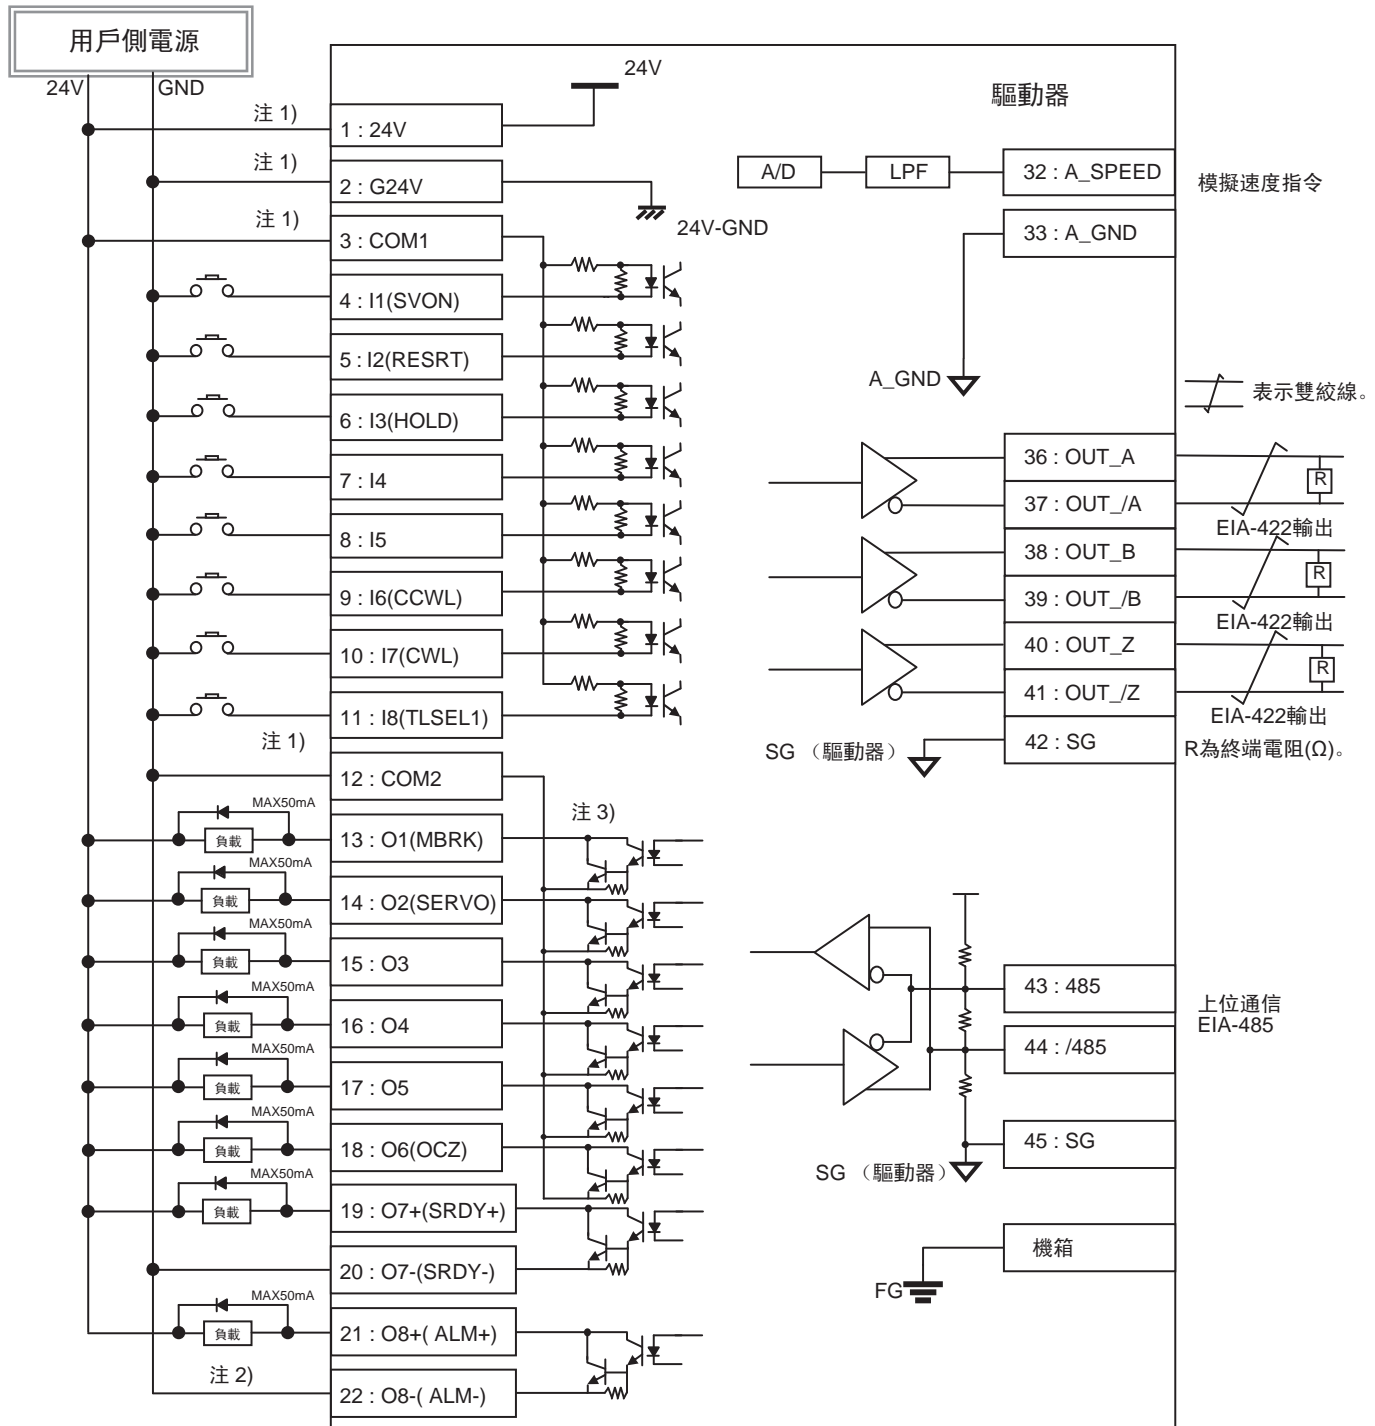 用戶側電源
24V
GND
24V
驅動器
注 1)
1 : 24V
注 1)
2 : G24V
24V-GND
注 1)
3 : COM1
4 : I1(SVON)
5 : I2(RESRT)
6 : I3(HOLD)
7 : I4
8 : I5
9 : I6(CCWL)
10 : I7(CWL)
11 : I8(TLSEL1)
注 1)
12 : COM2
注 3)
MAX50mA
負載
13 : O1(MBRK)
MAX50mA
負載
14 : O2(SERVO)
MAX50mA
負載
15 : O3
MAX50mA
負載
16 : O4
MAX50mA
負載
17 : O5
MAX50mA
負載
18 : O6(OCZ)
MAX50mA
負載
19 : O7+(SRDY+)
20 : O7-(SRDY-)
MAX50mA
負載
21 : O8+( ALM+)
注 2)
22 : O8-( ALM-)
A/D
LPF
32 : A_SPEED
模擬速度指令
33 : A_GND
A_GND
表示雙絞線。
36 : OUT_A
R
37 : OUT_/A
EIA-422輸出
38 : OUT_B
R
39 : OUT_/B
EIA-422輸出
40 : OUT_Z
R
41 : OUT_/Z
EIA-422輸出
42 : SG
SG （驅動器）
R為終端電阻(Ω)。
43 : 485
上位通信
EIA-485
44 : /485
45 : SG
SG （驅動器）
機箱
FG